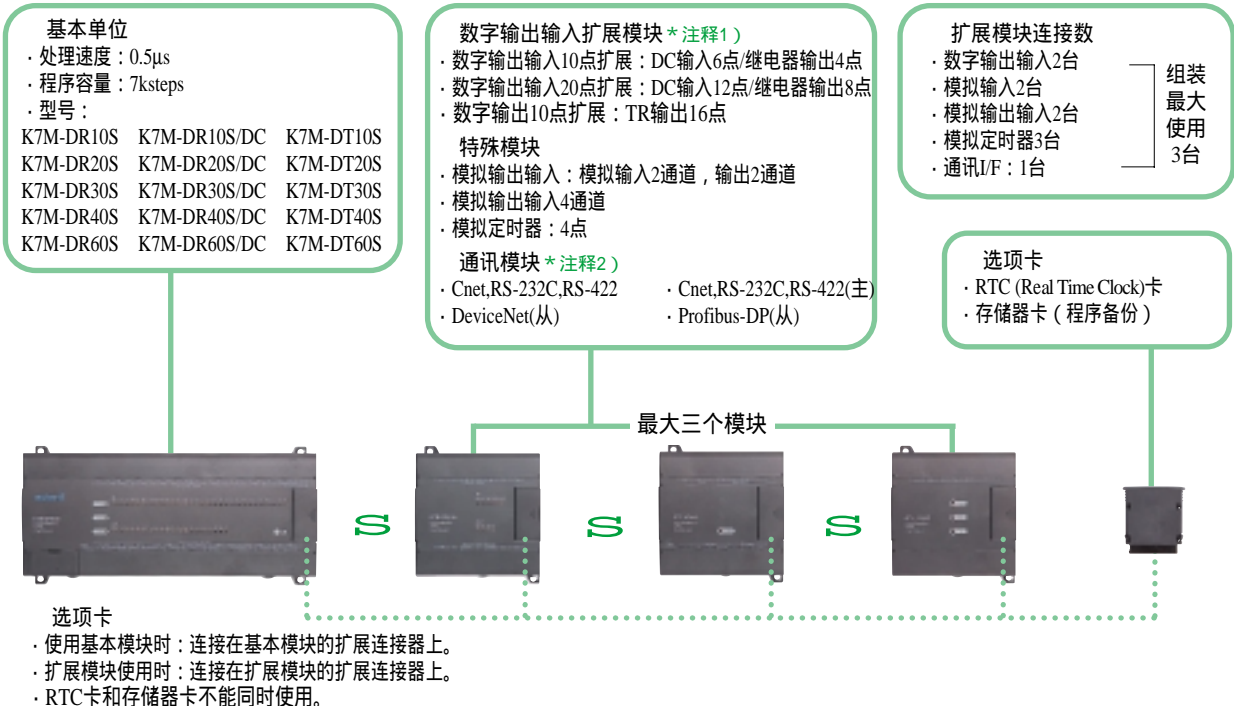 基本单位
· 处理速度：0.5μs
· 程序容量：7ksteps
· 型号：
K7M-DR10S K7M-DR10S/DC K7M-DT10S
K7M-DR20S K7M-DR20S/DC K7M-DT20S
K7M-DR30S K7M-DR30S/DC K7M-DT30S
K7M-DR40S K7M-DR40S/DC K7M-DT40S
K7M-DR60S K7M-DR60S/DC K7M-DT60S
数字输出输入扩展模块＊注释1）
· 数字输出输入10点扩展：DC输入6点/继电器输出4点
· 数字输出输入20点扩展：DC输入12点/继电器输出8点
· 数字输出10点扩展：TR输出16点
特殊模块
· 模拟输出输入：模拟输入2通道，输出2通道
· 模拟输出输入4通道
· 模拟定时器：4点
通讯模块＊注释2）
· Cnet,RS-232C,RS-422 · Cnet,RS-232C,RS-422(主)
· DeviceNet(从) · Profibus-DP(从)
扩展模块连接数
· 数字输出输入2台
· 模拟输入2台
· 模拟输出输入2台
· 模拟定时器3台
· 通讯I/F：1台
组装
最大
使用
3台
选项卡
· RTC (Real Time Clock)卡
· 存储器卡（程序备份）
最大三个模块
S S S
选项卡
· 使用基本模块时：连接在基本模块的扩展连接器上。
· 扩展模块使用时：连接在扩展模块的扩展连接器上。
· RTC卡和存储器卡不能同时使用。